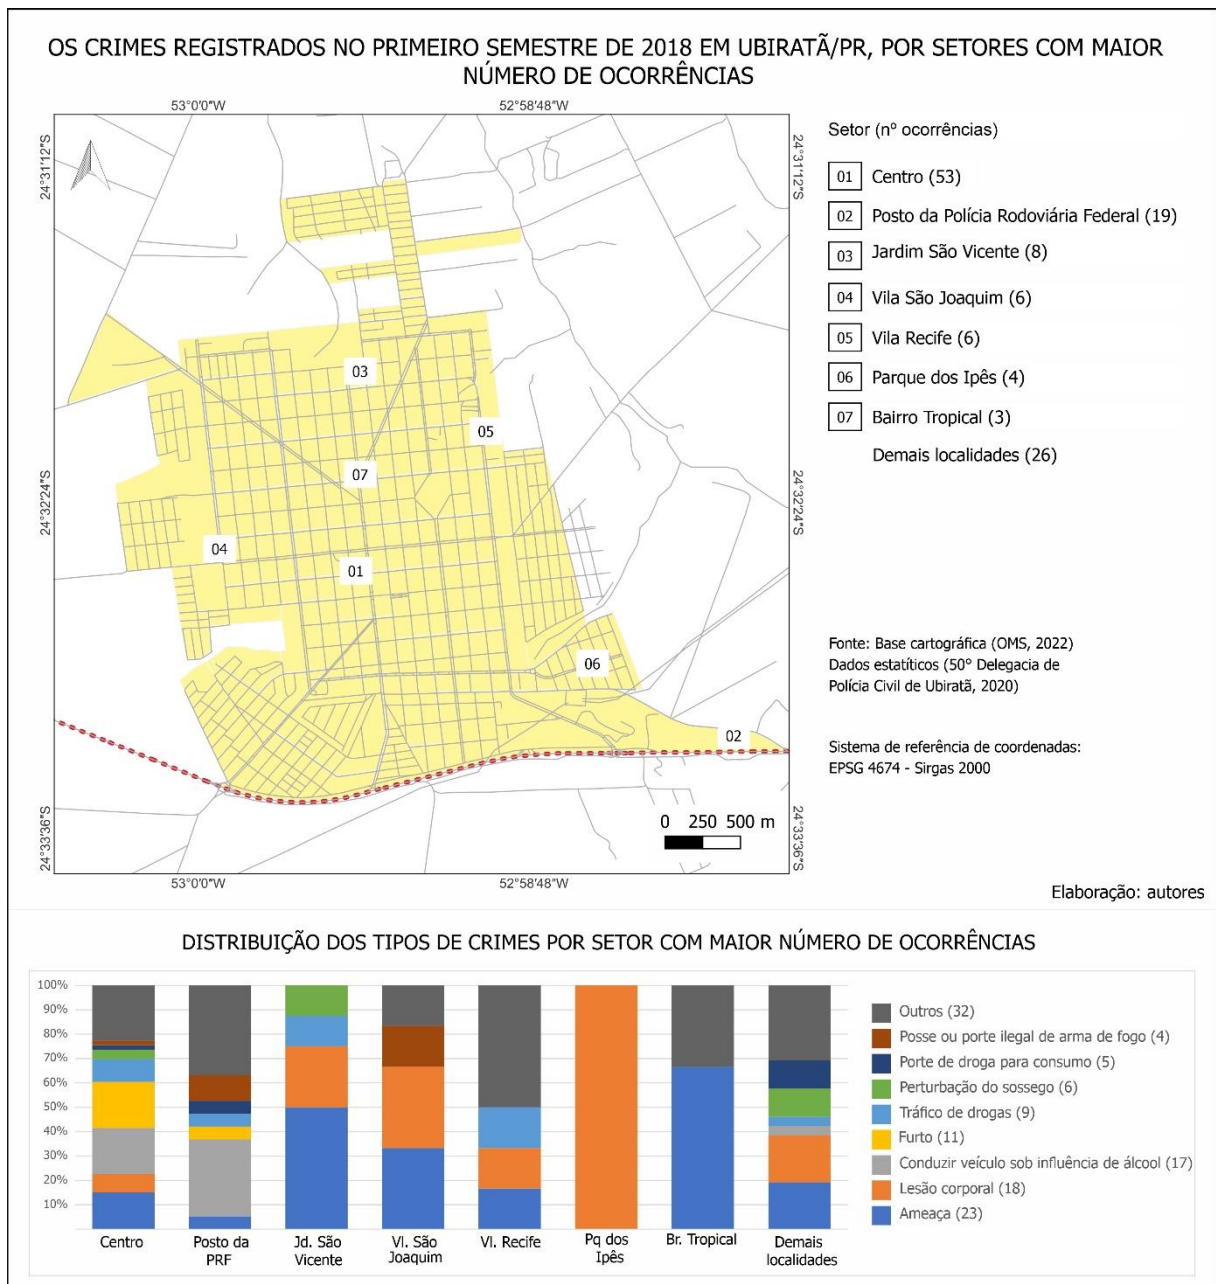 OS CRIMES REGISTRADOS NO PRIMEIRO SEMESTRE DE 2018 EM UBIRATÃ/PR, POR SETORES COM MAIOR
NÚMERO DE OCORRÊNCIAS
53°0'0"W
52°58'48"W
24°31'12"S
24°31'12"S
24°32'24"S
24°32'24"S
24°33'36"S
24°33'36"S
03
05
07
04
01
06
02
0 250 500 m
53°0'0"W
52°58'48"W
Setor (nº ocorrências)
01 Centro (53)
02 Posto da Polícia Rodoviária Federal (19)
03 Jardim São Vicente (8)
04 Vila São Joaquim (6)
05 Vila Recife (6)
06 Parque dos Ipês (4)
07 Bairro Tropical (3)
Demais localidades (26)
Fonte: Base cartográfica (OMS, 2022)
Dados estatíticos (50° Delegacia de
Polícia Civil de Ubiratã, 2020)
Sistema de referência de coordenadas:
EPSG 4674 - Sirgas 2000
Elaboração: autores
DISTRIBUIÇÃO DOS TIPOS DE CRIMES POR SETOR COM MAIOR NÚMERO DE OCORRÊNCIAS
100%
90%
80%
70%
60%
50%
40%
30%
20%
10%
Centro
Posto da
PRF
Jd. São
Vicente
Vl. São
Joaquim
Vl. Recife
Pq dos
Ipês
Br. Tropical
Demais
localidades
Outros (32)
Posse ou porte ilegal de arma de fogo (4)
Porte de droga para consumo (5)
Perturbação do sossego (6)
Tráfico de drogas (9)
Furto (11)
Conduzir veículo sob influência de álcool (17)
Lesão corporal (18)
Ameaça (23)